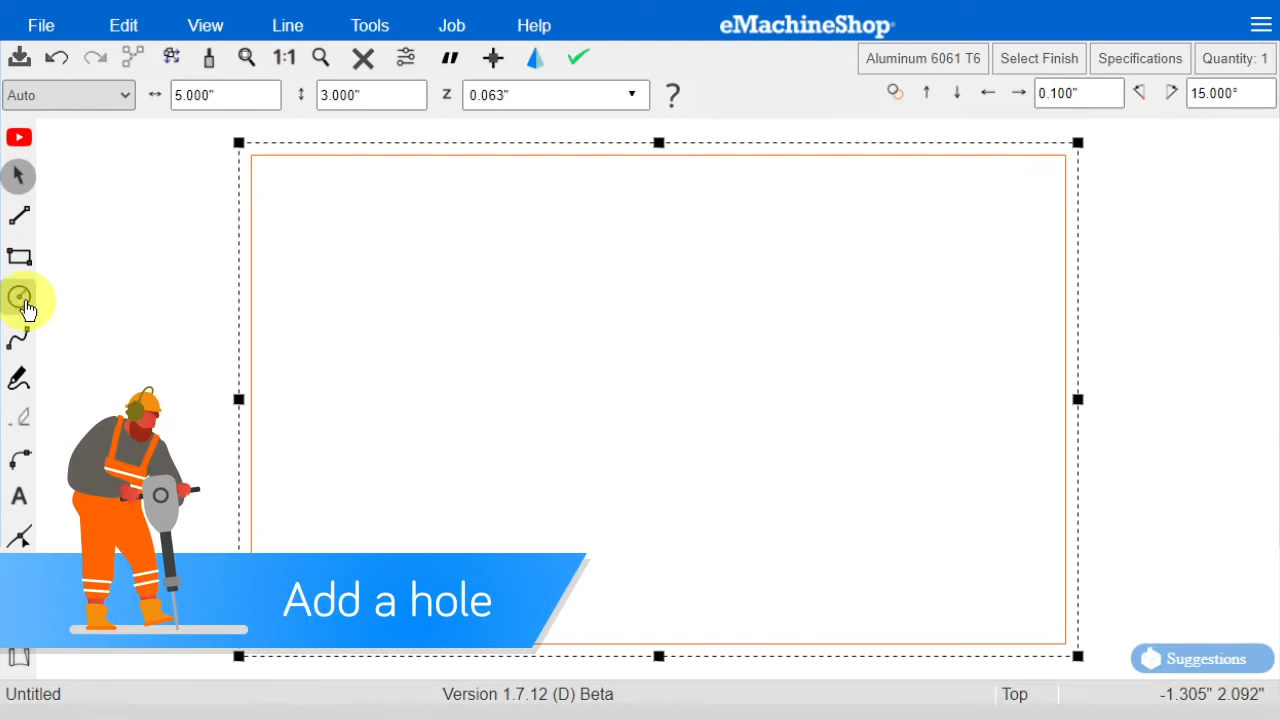 File Edit View Line Tools Job Help eMachineShop
1:1 Aluminum 6061 T6 Select Finish Specifications Quantity: 1
Auto 5.000" 3.000" Z 0.063" ? 0.100" 15.000°
A
Add a hole
Suggestions
Untitled Version 1.7.12 (D) Beta Top -1.305" 2.092"